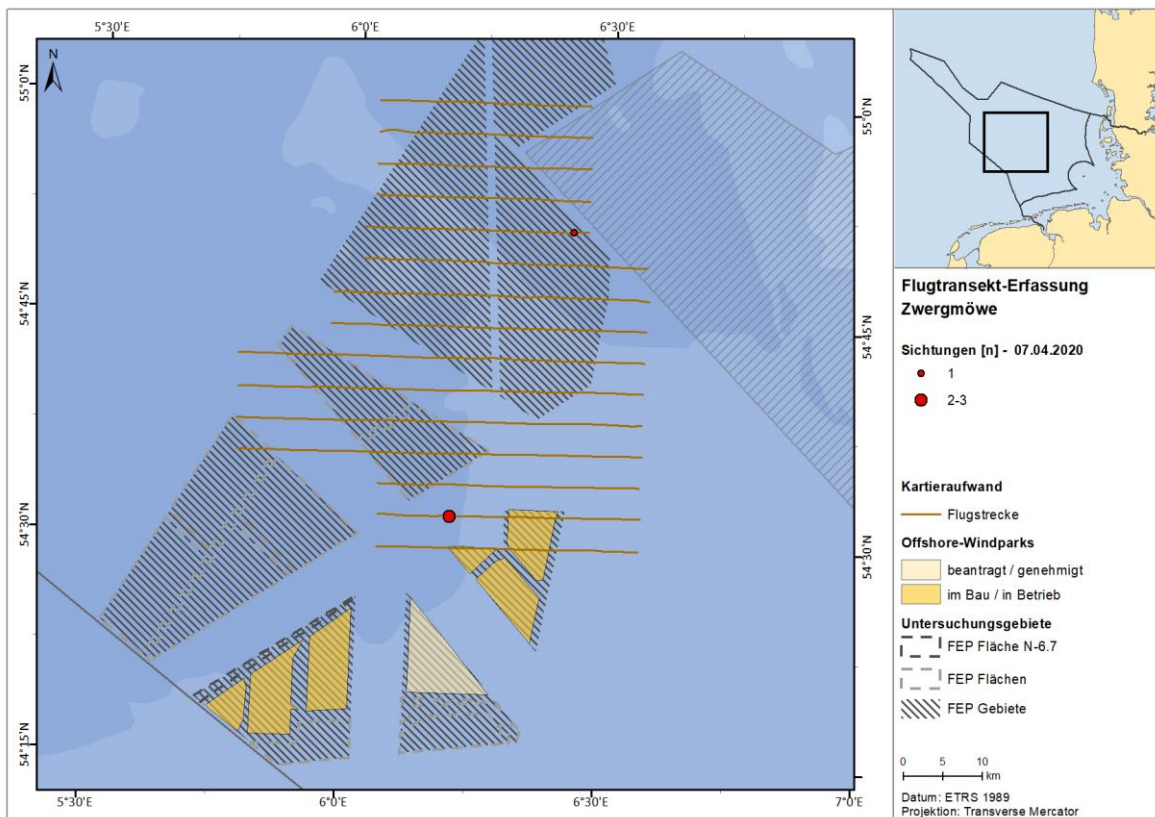 5°30'E
6°0'E
6°30'E
N
55°0'N
55°0'N
54°45'N
54°45'N
54°30'N
54°30'N
54°15'N
5°30'E
6°0'E
6°30'E
7°0'E
Flugtransekt-Erfassung
Zwergmöwe
Sichtungen [n] - 07.04.2020
1
2-3
Kartieraufwand
Flugstrecke
Offshore-Windparks
beantragt / genehmigt
im Bau / in Betrieb
Untersuchungsgebiete
FEP Fläche N-6.7
FEP Flächen
FEP Gebiete
0 5 10
km
Datum: ETRS 1989
Projektion: Transverse Mercator